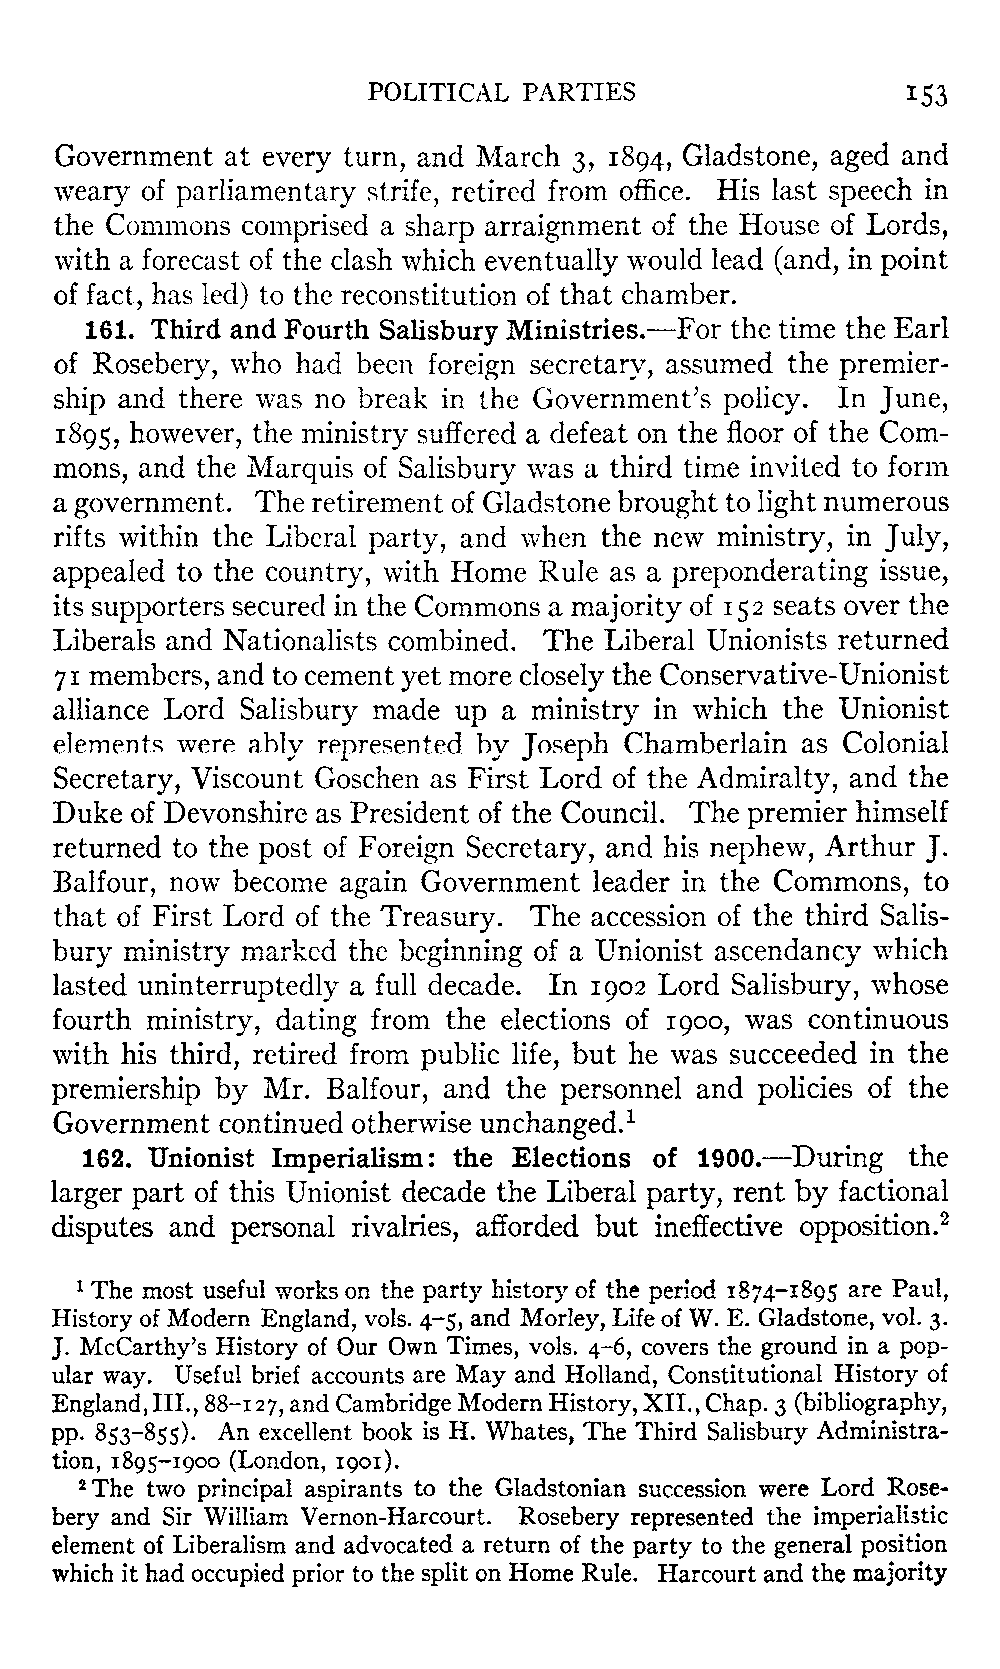 POLITICAL PARTIES 153
Government at every turn, and March 3, 1894, Gladstone, aged and
weary of parliamentary strife, retired from office. His last speech in
the Commons comprised a sharp arraignment of the House of Lords,
with a forecast of the clash which eventually would lead (and, in point
of fact, has led) to the reconstitution of that chamber.
161. Third and Fourth Salisbury Ministries.—For the time the Earl
of Rosebery, who had been foreign secretary, assumed the premier-
ship and there was no break in the Government's policy. In June,
1895, however, the ministry suffered a defeat on the floor of the Com-
mons, and the Marquis of Salisbury was a third time invited to form
a government. The retirement of Gladstone brought to light numerous
rifts within the Liberal party, and when the new ministry, in July,
appealed to the country, with Home Rule as a preponderating issue,
its supporters secured in the Commons a majority of 152 seats over the
Liberals and Nationalists combined. The Liberal Unionists returned
71 members, and to cement yet more closely the Conservative-Unionist
alliance Lord Salisbury made up a ministry in which the Unionist
elements were ably represented by Joseph Chamberlain as Colonial
Secretary, Viscount Goschen as First Lord of the Admiralty, and the
Duke of Devonshire as President of the Council. The premier himself
returned to the post of Foreign Secretary, and his nephew, Arthur J.
Balfour, now become again Government leader in the Commons, to
that of First Lord of the Treasury. The accession of the third Salis-
bury ministry marked the beginning of a Unionist ascendancy which
lasted uninterruptedly a full decade. In 1902 Lord Salisbury, whose
fourth ministry, dating from the elections of 1900, was continuous
with his third, retired from public life, but he was succeeded in the
premiership by Mr. Balfour, and the personnel and policies of the
Government continued otherwise unchanged.¹
162. Unionist Imperialism: the Elections of 1900.—During the
larger part of this Unionist decade the Liberal party, rent by factional
disputes and personal rivalries, afforded but ineffective opposition.²
¹ The most useful works on the party history of the period 1874–1895 are Paul,
History of Modern England, vols. 4–5, and Morley, Life of W. E. Gladstone, vol. 3.
J. McCarthy's History of Our Own Times, vols. 4–6, covers the ground in a pop-
ular way. Useful brief accounts are May and Holland, Constitutional History of
England, III., 88–127, and Cambridge Modern History, XII., Chap. 3 (bibliography,
pp. 853–855). An excellent book is H. Whates, The Third Salisbury Administra-
tion, 1895–1900 (London, 1901).
² The two principal aspirants to the Gladstonian succession were Lord Rose-
bery and Sir William Vernon-Harcourt. Rosebery represented the imperialistic
element of Liberalism and advocated a return of the party to the general position
which it had occupied prior to the split on Home Rule. Harcourt and the majority